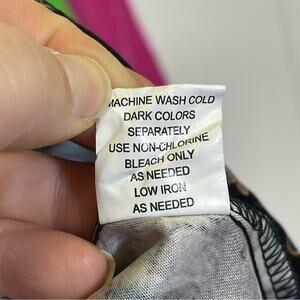 MACHINE WASH COLD
DARK COLORS
SEPARATELY
USE NON-CHLORINE
BLEACH ONLY
AS NEEDED
LOW IRON
AS NEEDED